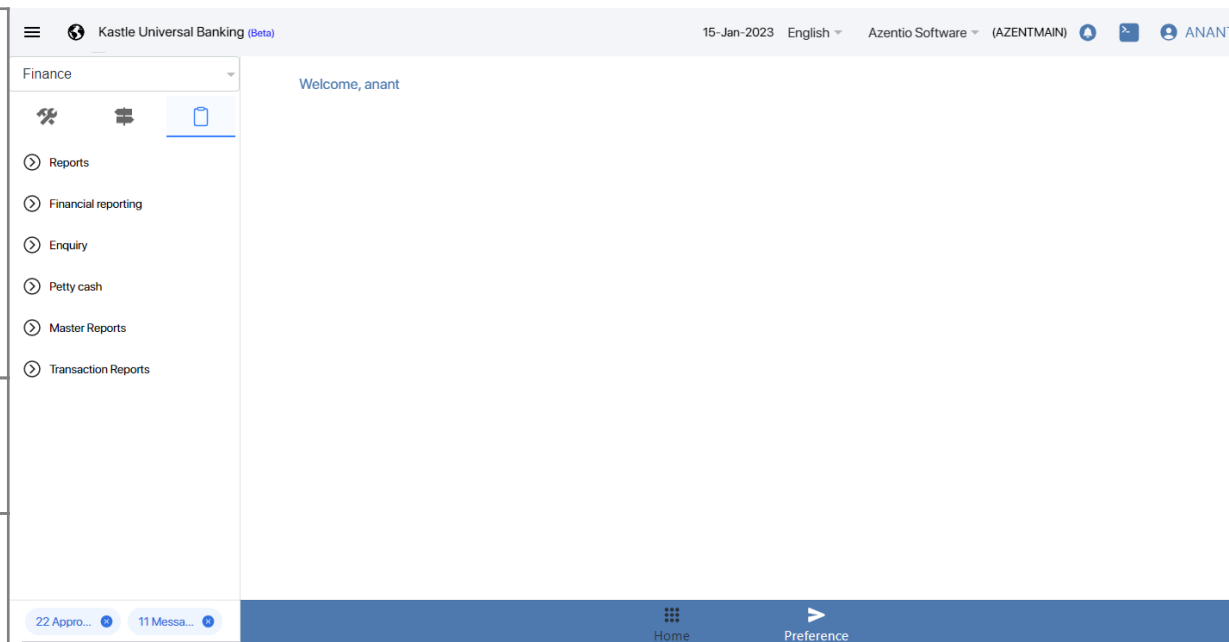 Kastle Universal Banking (Beta)
15-Jan-2023 English Azentio Software (AZENTMAIN) ANANT
Finance
Welcome, anant
Reports
Financial reporting
Enquiry
Petty cash
Master Reports
Transaction Reports
22 Appro... 11 Messa...
Home Preference